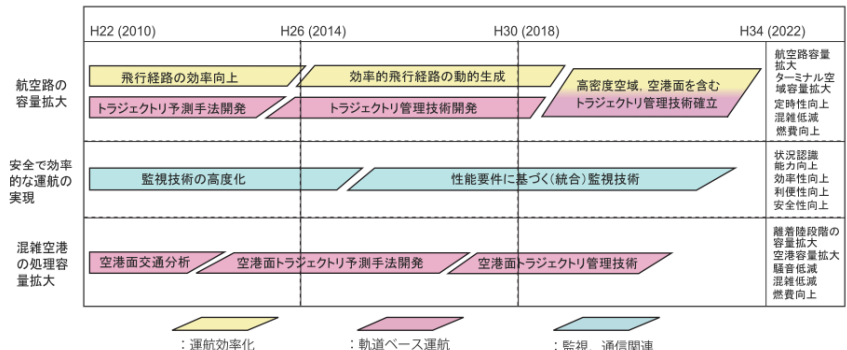 H22 (2010)
H26 (2014)
H30 (2018)
H34 (2022)
航空路の
容量拡大
飛行経路の効率向上
効率的飛行経路の動的生成
トラジェクトリ予測手法開発
トラジェクトリ管理技術開発
高密度空域，空港面を含む
トラジェクトリ管理技術確立
航空路容量
拡大
ターミナル空
域容量拡大
定時性向上
混雑低減
燃費向上
安全で効率
的な運航の
実現
監視技術の高度化
性能要件に基づく（統合）監視技術
状況認識
能力向上
効率性向上
利便性向上
安全性向上
混雑空港
の処理容
量拡大
空港面交通分析
空港面トラジェクトリ予測手法開発
空港面トラジェクトリ管理技術
離着陸段階の
容量拡大
空港容量拡大
騒音低減
混雑低減
燃費向上
：運航効率化
：軌道ベース運航
：監視、通信関連